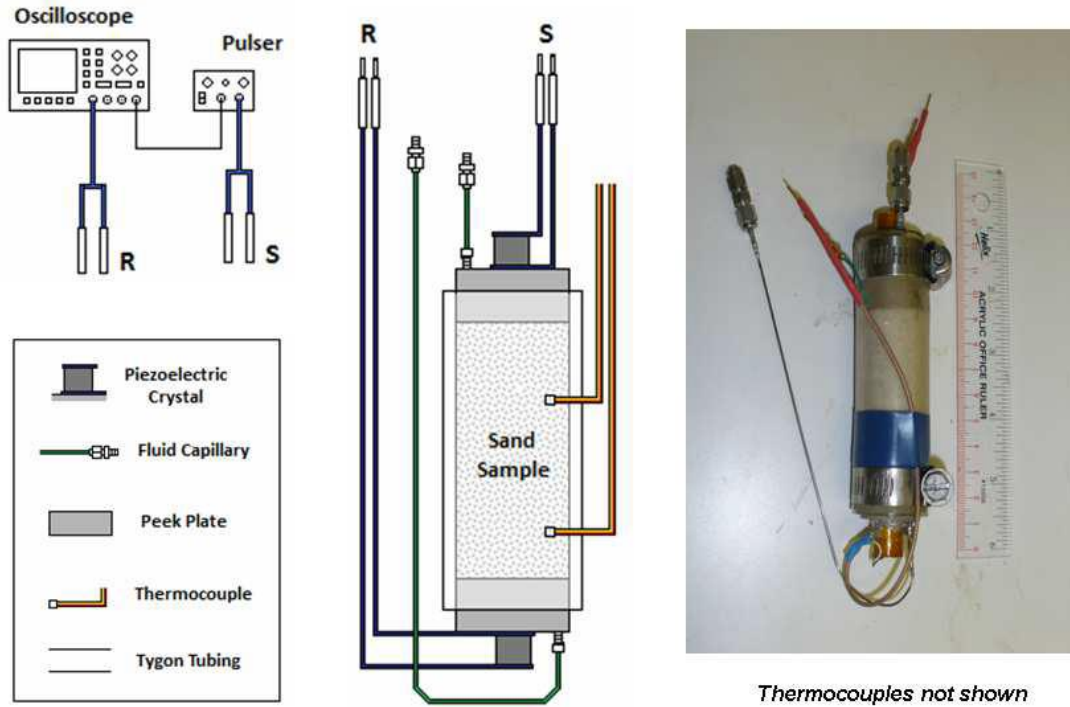 Oscilloscope
Pulser
R
S
R
S
Piezoelectric
Crystal
Fluid Capillary
Peek Plate
Thermocouple
Tygon Tubing
Sand
Sample
Helix
ACRYLIC OFFICE RULER
Thermocouples not shown